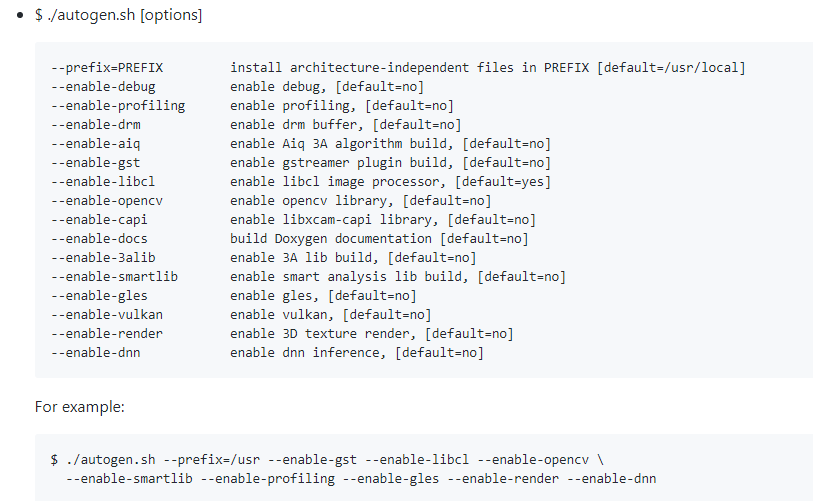 $ ./autogen.sh [options]
--prefix=PREFIX         install architecture-independent files in PREFIX [default=/usr/local]
--enable-debug          enable debug, [default=no]
--enable-profiling      enable profiling, [default=no]
--enable-drm            enable drm buffer, [default=no]
--enable-aiq            enable Aiq 3A algorithm build, [default=no]
--enable-gst            enable gstreamer plugin build, [default=no]
--enable-libcl          enable libcl image processor, [default=yes]
--enable-opencv         enable opencv library, [default=no]
--enable-capi           enable libxcam-capi library, [default=no]
--enable-docs           build Doxygen documentation [default=no]
--enable-3alib          enable 3A lib build, [default=no]
--enable-smartlib       enable smart analysis lib build, [default=no]
--enable-gles           enable gles, [default=no]
--enable-vulkan         enable vulkan, [default=no]
--enable-render         enable 3D texture render, [default=no]
--enable-dnn            enable dnn inference, [default=no]
For example:
$ ./autogen.sh --prefix=/usr --enable-gst --enable-libcl --enable-opencv \
  --enable-smartlib --enable-profiling --enable-gles --enable-render --enable-dnn